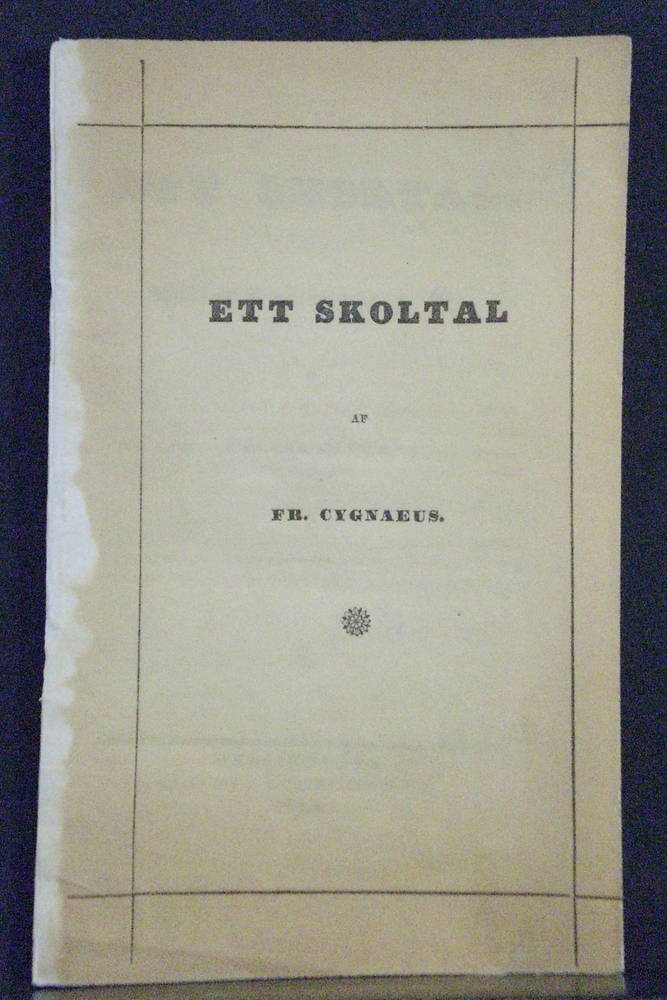 ETT SKOLTAL
AF
FR. CYGNAEUS.